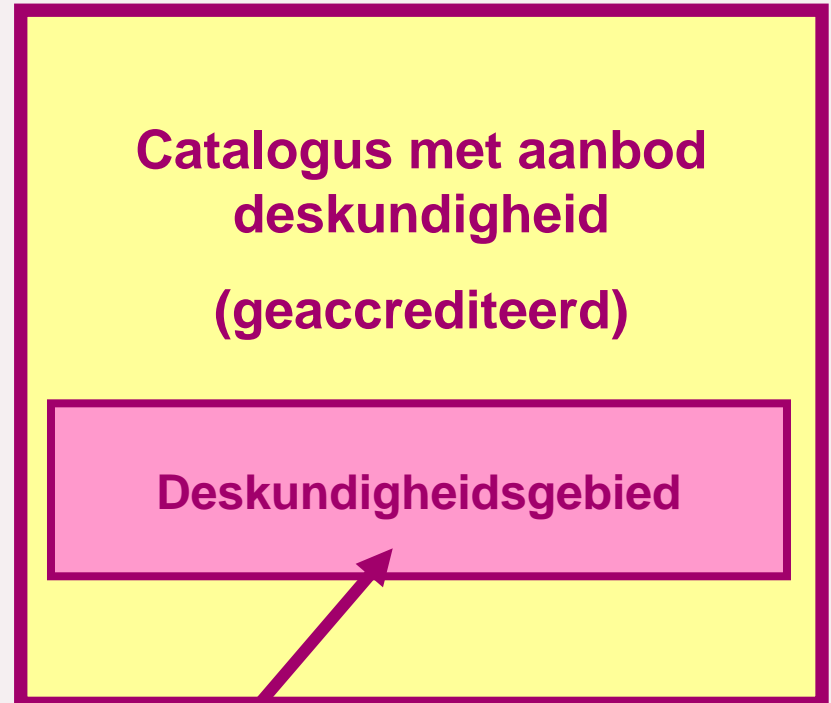 Catalogus met aanbod
deskundigheid
(geaccrediteerd)
Deskundigheidsgebied